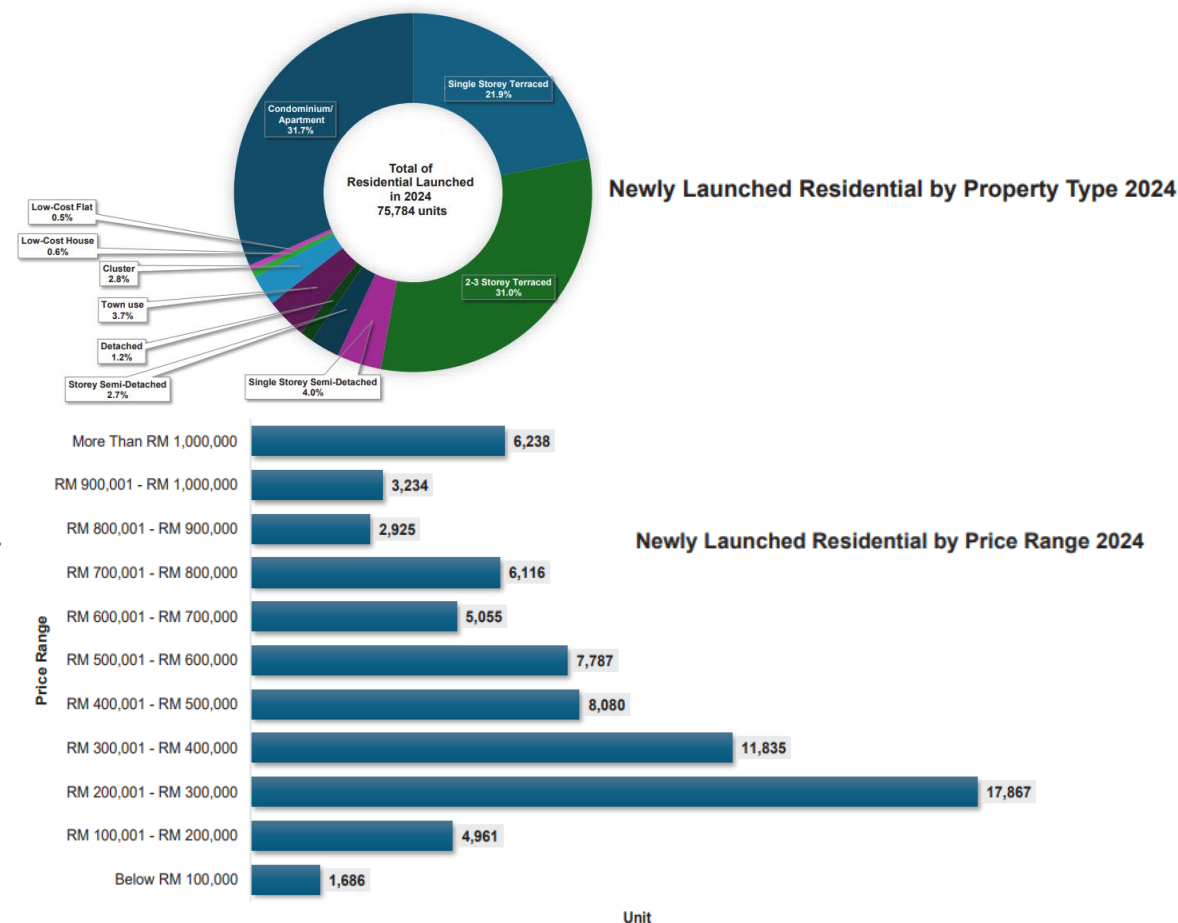 Single Storey Terraced
21.9%
Condominium/
Apartment
31.7%
Total of
Residential Launched
in 2024
75,784 units
Newly Launched Residential by Property Type 2024
Low-Cost Flat
0.5%
Low-Cost House
0.6%
Cluster
2.8%
Town use
3.7%
Detached
1.2%
Storey Semi-Detached
2.7%
Single Storey Semi-Detached
4.0%
2-3 Storey Terraced
31.0%
Newly Launched Residential by Price Range 2024
Price Range
More Than RM 1,000,000
6,238
RM 900,001 - RM 1,000,000
3,234
RM 800,001 - RM 900,000
2,925
RM 700,001 - RM 800,000
6,116
RM 600,001 - RM 700,000
5,055
RM 500,001 - RM 600,000
7,787
RM 400,001 - RM 500,000
8,080
RM 300,001 - RM 400,000
11,835
RM 200,001 - RM 300,000
17,867
RM 100,001 - RM 200,000
4,961
Below RM 100,000
1,686
Unit